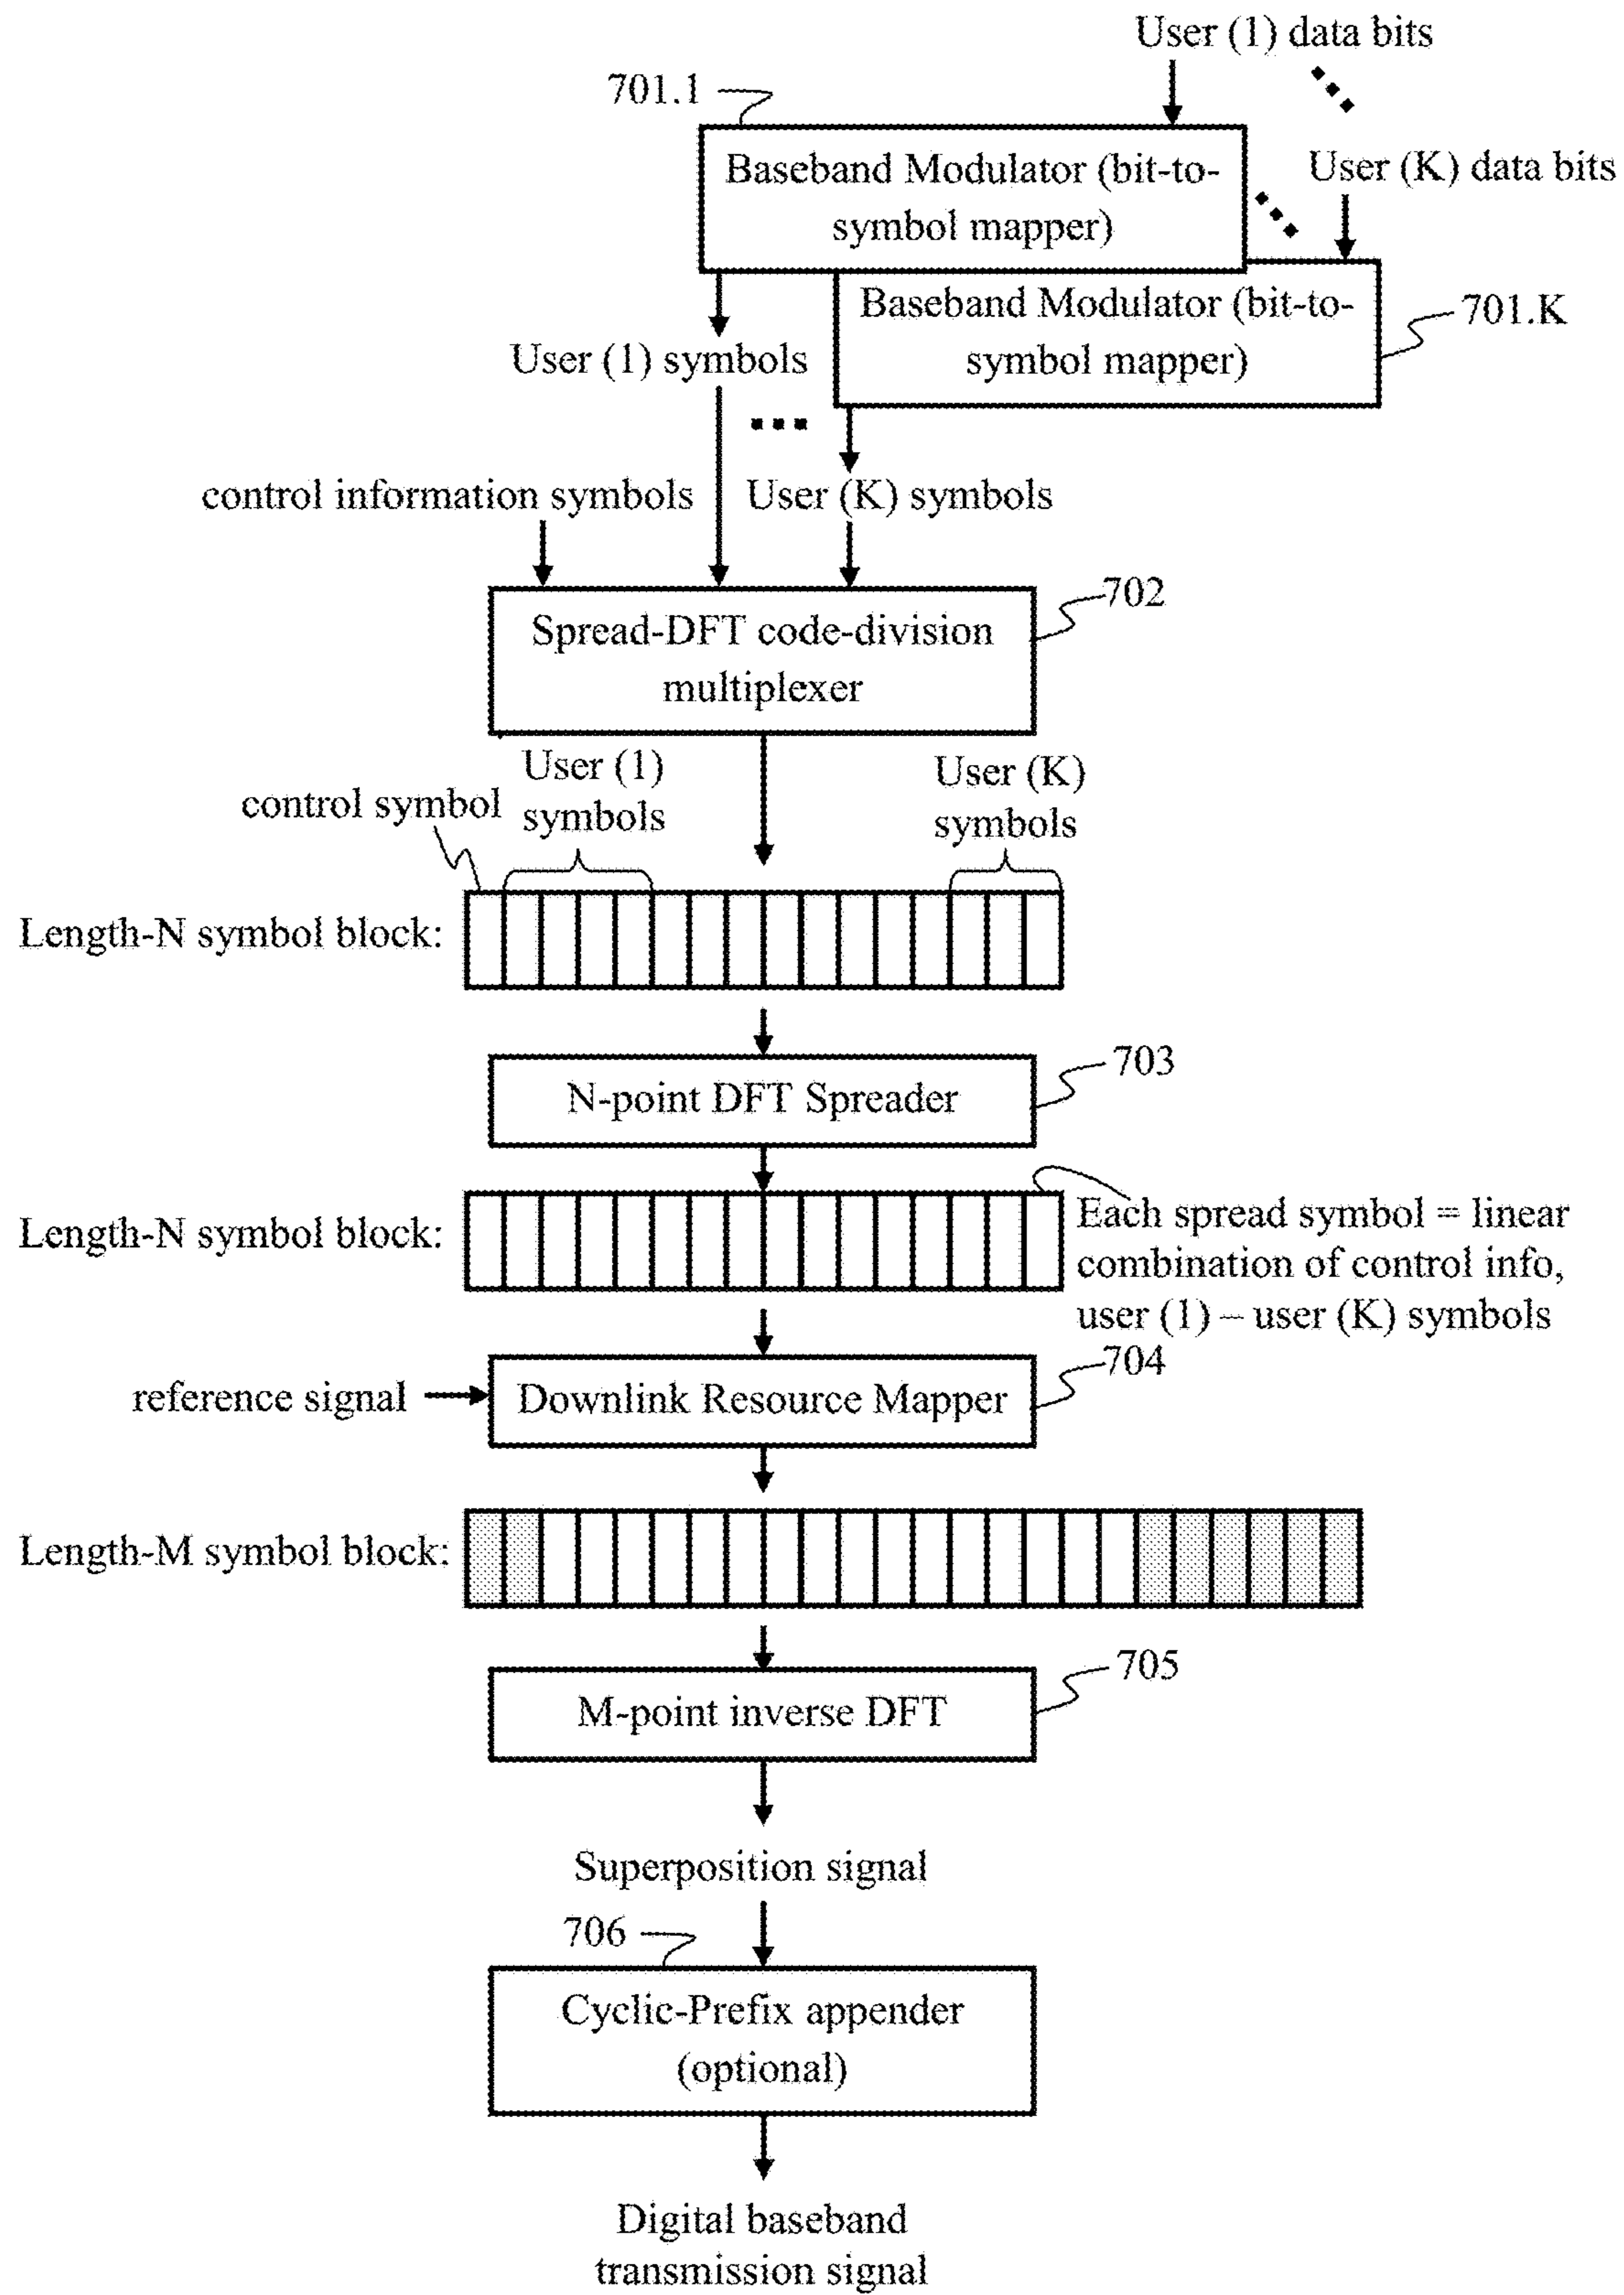 User (1) data bits
701.1
Baseband Modulator (bit-to-
symbol mapper)
User (K) data bits
Baseband Modulator (bit-to-
symbol mapper)
701.K
User (1) symbols
control information symbols
User (K) symbols
702
Spread-DFT code-division
multiplexer
control symbol
User (1)
symbols
User (K)
symbols
Length-N symbol block:
703
N-point DFT Spreader
Length-N symbol block:
Each spread symbol = linear
combination of control info,
user (1) – user (K) symbols
704
reference signal
Downlink Resource Mapper
Length-M symbol block:
705
M-point inverse DFT
Superposition signal
706
Cyclic-Prefix appender
(optional)
Digital baseband
transmission signal